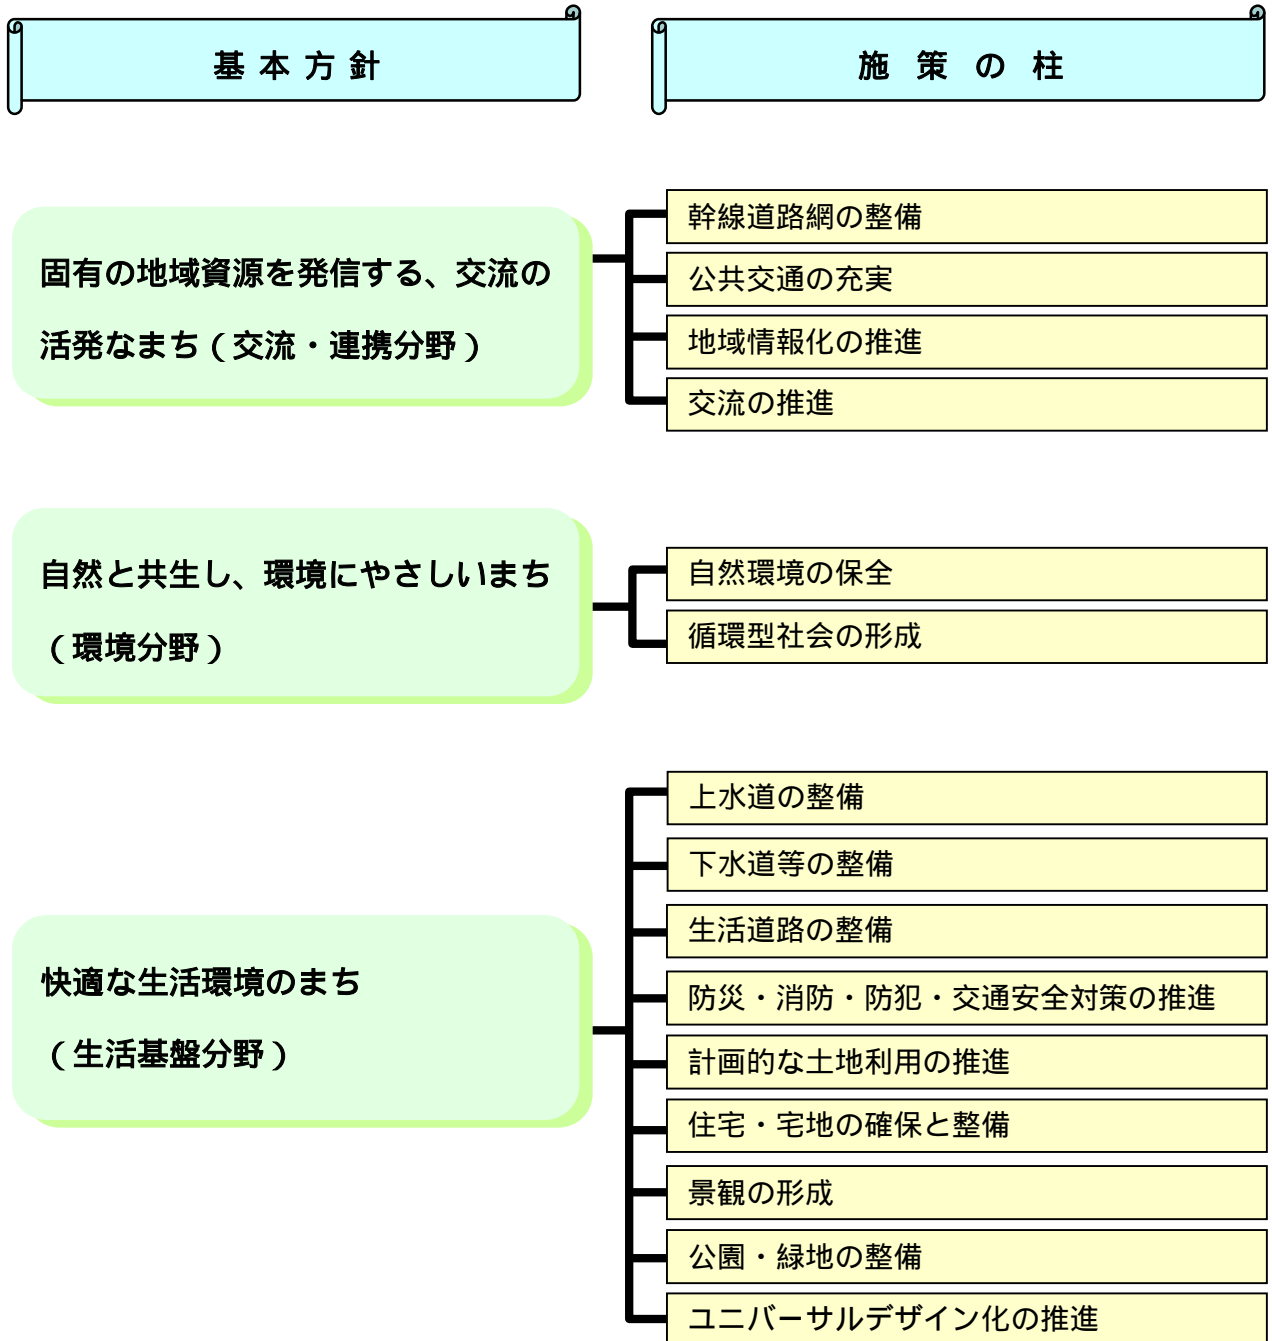 基本方針
施策の柱
固有の地域資源を発信する、交流の
活発なまち（交流・連携分野）
幹線道路網の整備
公共交通の充実
地域情報化の推進
交流の推進
自然と共生し、環境にやさしいまち
（環境分野）
自然環境の保全
循環型社会の形成
快適な生活環境のまち
（生活基盤分野）
上水道の整備
下水道等の整備
生活道路の整備
防災・消防・防犯・交通安全対策の推進
計画的な土地利用の推進
住宅・宅地の確保と整備
景観の形成
公園・緑地の整備
ユニバーサルデザイン化の推進